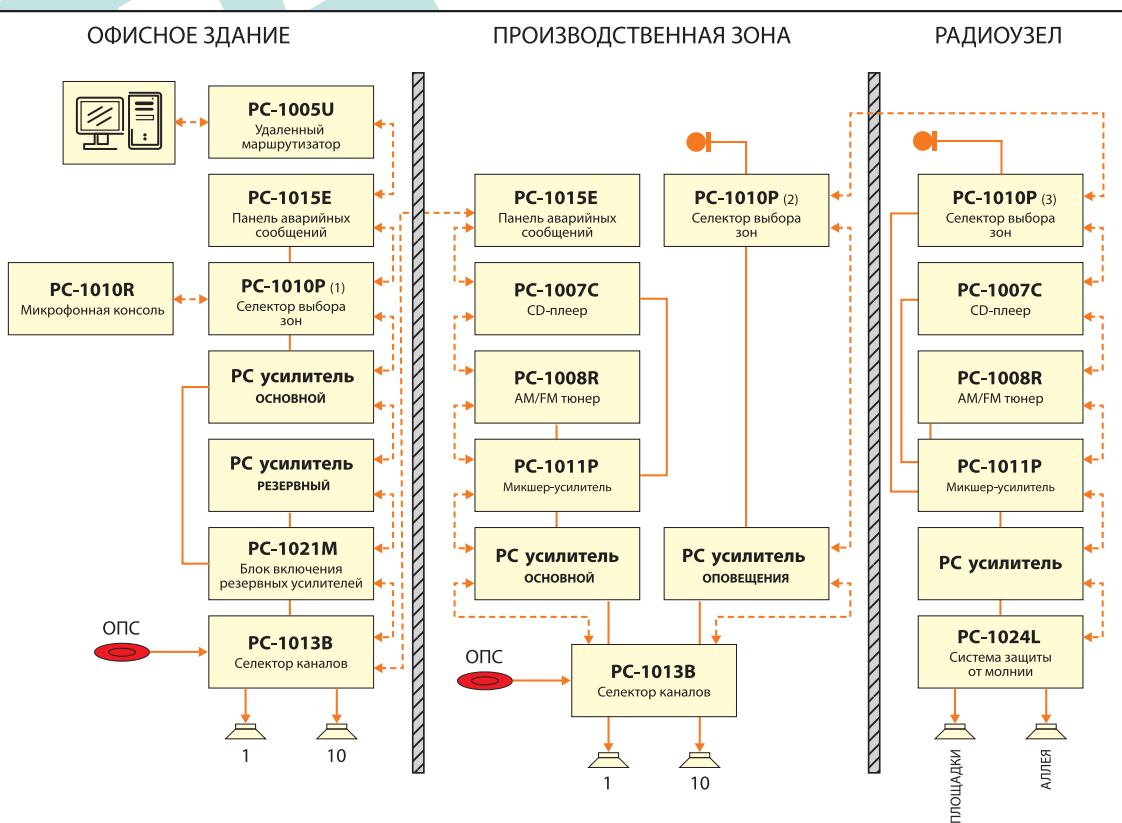 ОФИСНОЕ ЗДАНИЕ
PC-1005U
Удаленный
маршрутизатор
PC-1015E
Панель аварийных
сообщений
PC-1010R
Микрофонная консоль
PC-1010P (1)
Селектор выбора
зон
PC усилитель
ОСНОВНОЙ
PC усилитель
РЕЗЕРВНЫЙ
PC-1021M
Блок включения
резервных усилителей
ОПС
PC-1013B
Селектор каналов
1
10
ПРОИЗВОДСТВЕННАЯ ЗОНА
PC-1015E
Панель аварийных
сообщений
PC-1010P (2)
Селектор выбора
зон
PC-1007C
CD-плеер
PC-1008R
AM/FM тюнер
PC-1011P
Микшер-усилитель
PC усилитель
ОСНОВНОЙ
PC усилитель
ОПОВЕЩЕНИЯ
ОПС
PC-1013B
Селектор каналов
1
10
РАДИОУЗЕЛ
PC-1010P (3)
Селектор выбора
зон
PC-1007C
CD-плеер
PC-1008R
AM/FM тюнер
PC-1011P
Микшер-усилитель
PC усилитель
PC-1024L
Система защиты
от молнии
ПЛОЩАДКИ
АЛЛЕЯ